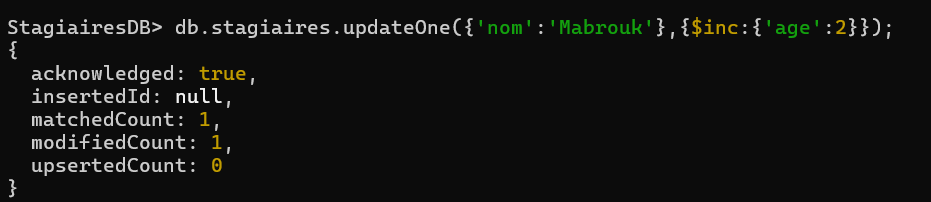 StagiairesDB> db.stagiaires.updateOne({'nom':'Mabrouk'},{$inc:{'age':2}});
{
  acknowledged: true,
  insertedId: null,
  matchedCount: 1,
  modifiedCount: 1,
  upsertedCount: 0
}